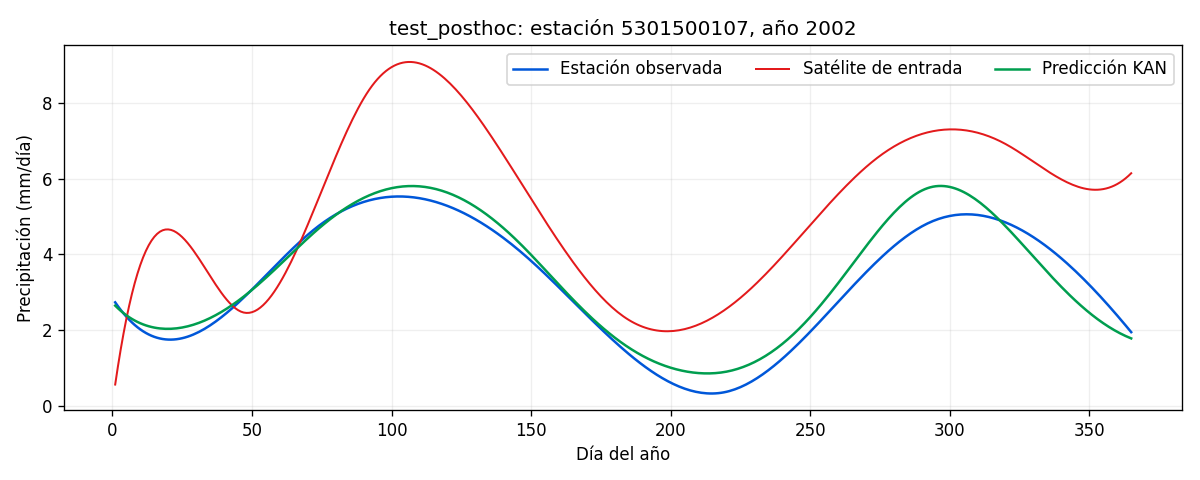 test_posthoc: estación 5301500107, año 2002
Estación observada Satélite de entrada Predicción KAN
Precipitación (mm/día)
8
6
4
2
0
0 50 100 150 200 250 300 350
Día del año